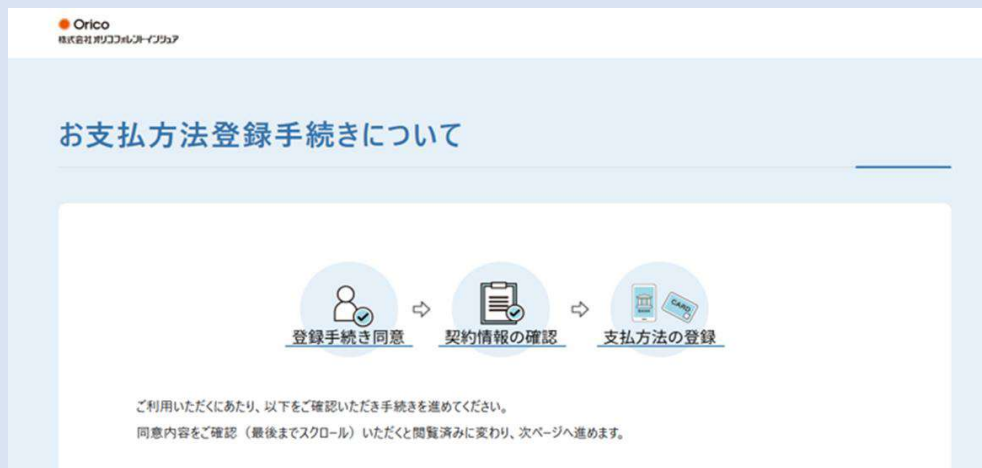 Orico
株式会社オリコフォレントインシュア
お支払方法登録手続きについて
登録手続き同意
契約情報の確認
BANK
CARD
支払方法の登録
ご利用いただくにあたり、以下をご確認いただき手続きを進めてください。
同意内容をご確認（最後までスクロール）いただくと閲覧済みに変わり、次ページへ進めます。